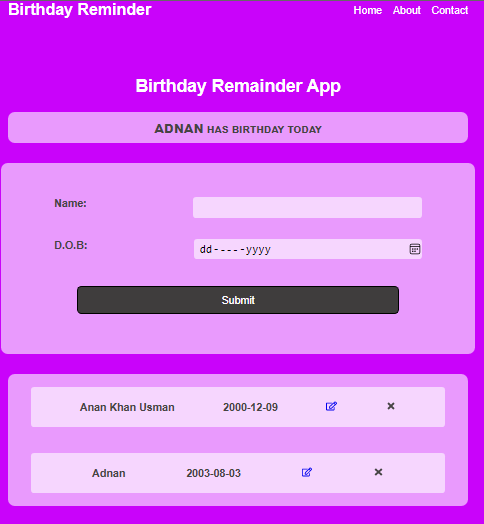 Birthday Reminder Home About Contact
Birthday Remainder App
ADNAN HAS BIRTHDAY TODAY
Name:
D.O.B: dd-----yyyy
Submit
Anan Khan Usman 2000-12-09
Adnan 2003-08-03